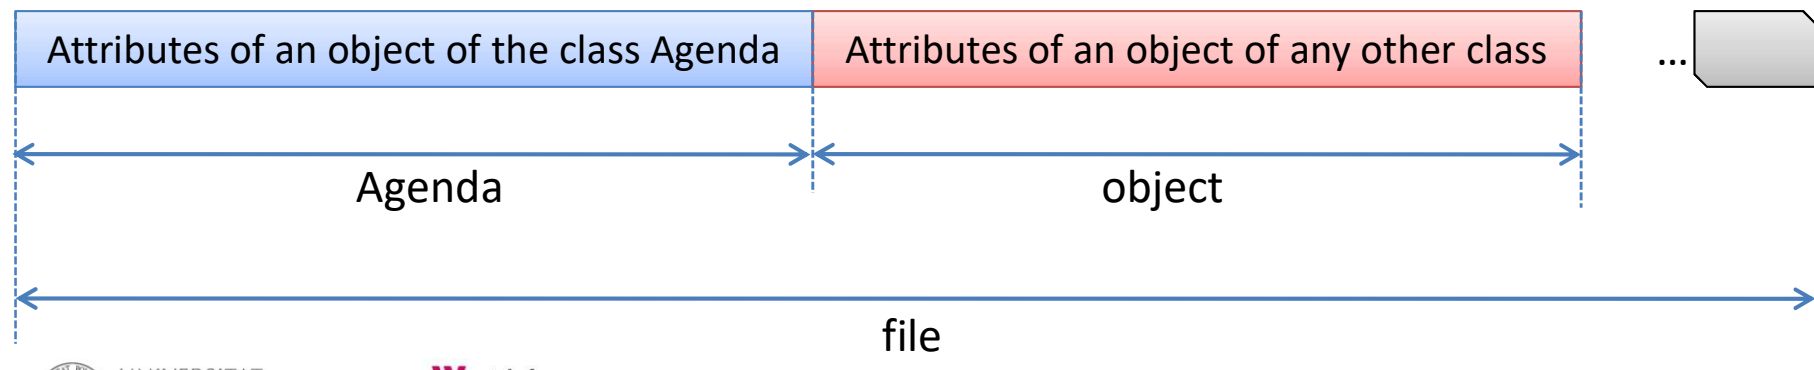 Attributes of an object of the class Agenda
Attributes of an object of any other class
...
Agenda
object
file